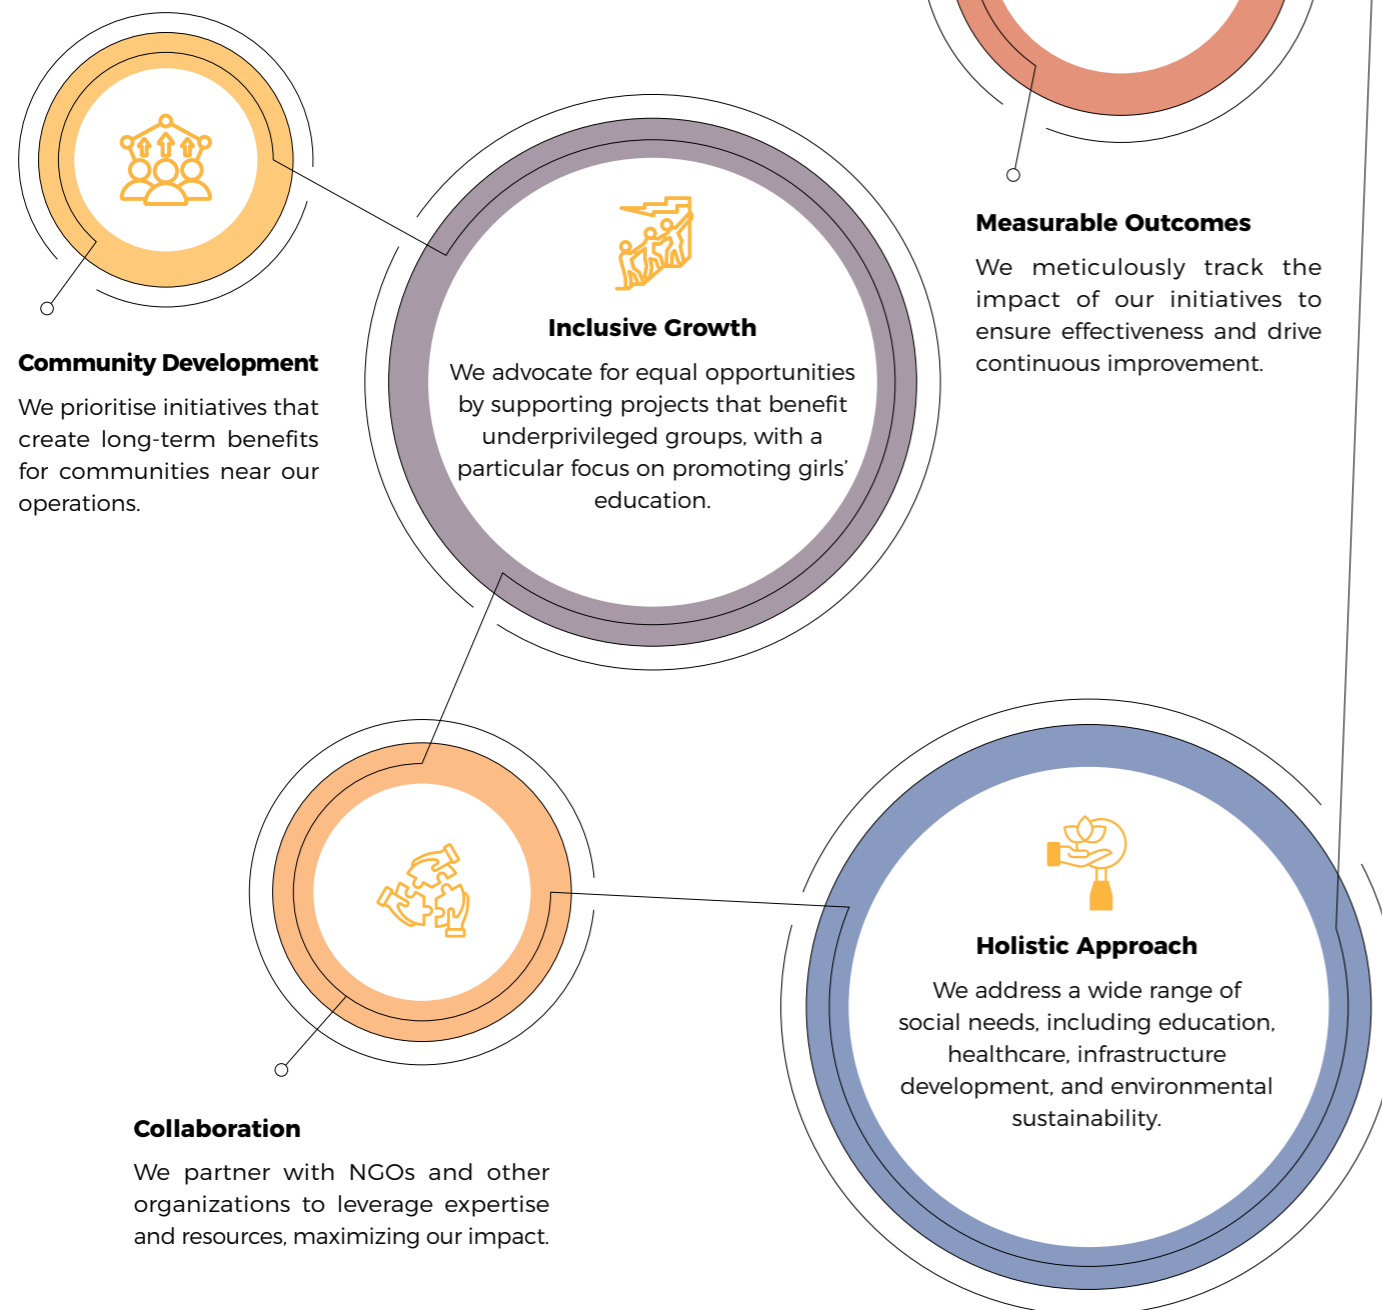 Community Development
We prioritise initiatives that
create long-term benefits
for communities near our
operations.
Inclusive Growth
We advocate for equal opportunities
by supporting projects that benefit
underprivileged groups, with a
particular focus on promoting girls’
education.
Measurable Outcomes
We meticulously track the
impact of our initiatives to
ensure effectiveness and drive
continuous improvement.
Collaboration
We partner with NGOs and other
organizations to leverage expertise
and resources, maximizing our impact.
Holistic Approach
We address a wide range of
social needs, including education,
healthcare, infrastructure
development, and environmental
sustainability.